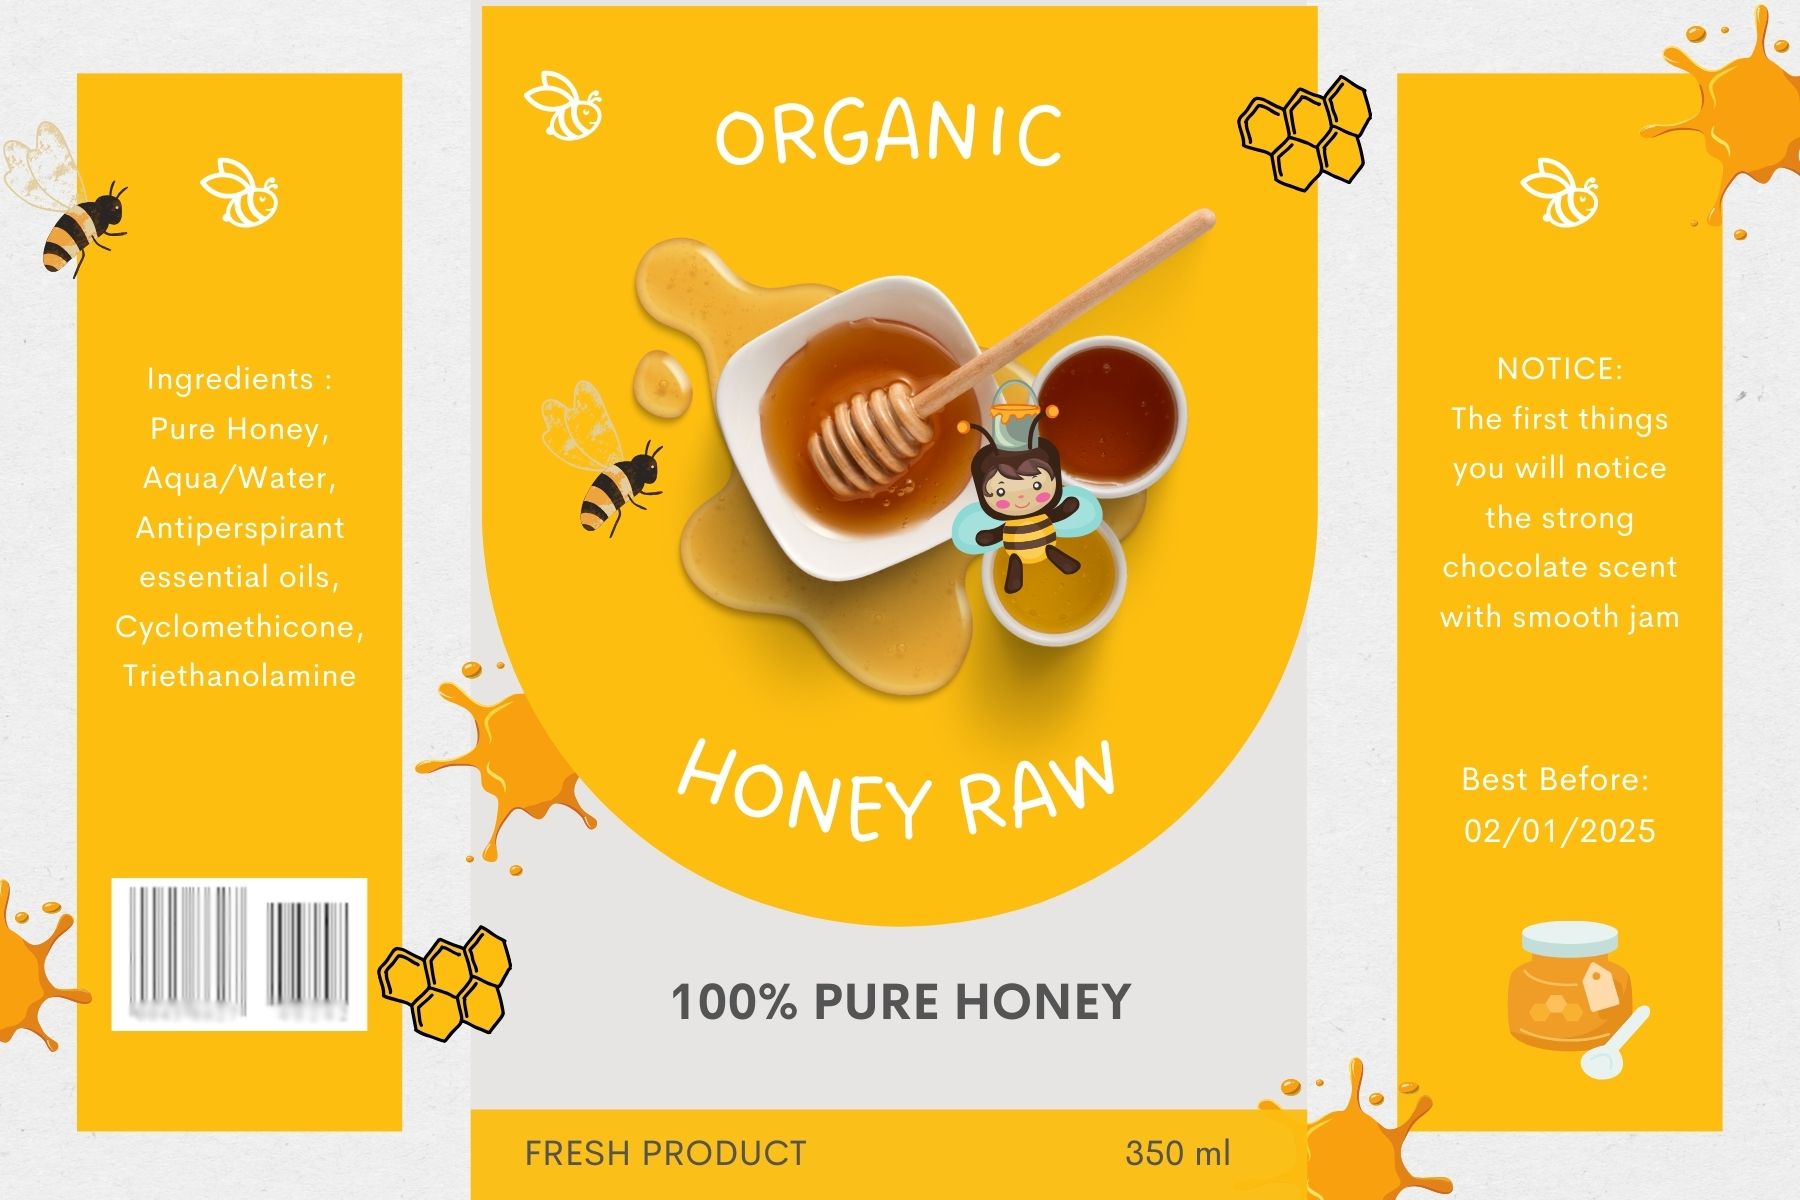 Ingredients :
Pure Honey,
Aqua/Water,
Antiperspirant
essential oils,
Cyclomethicone,
Triethanolamine
ORGANIC
HONEY RAW
100% PURE HONEY
FRESH PRODUCT
350 ml
NOTICE:
The first things
you will notice
the strong
chocolate scent
with smooth jam
Best Before:
02/01/2025